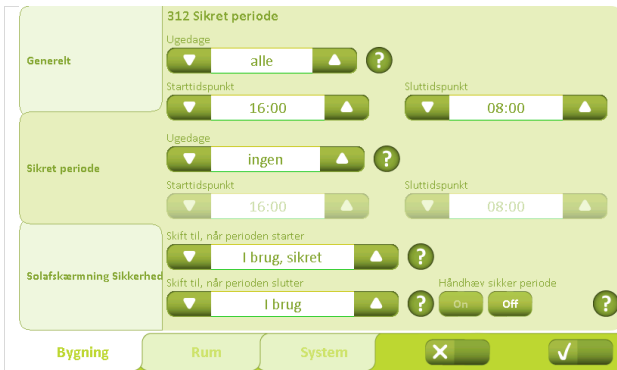 312 Sikret periode
Generelt
Ugedage
alle
?
Starttidspunkt
Sluttidspunkt
16:00
08:00
Sikret periode
Ugedage
ingen
?
Starttidspunkt
Sluttidspunkt
16:00
08:00
Solafskærmning Sikkerhed
Skift til, når perioden starter
I brug, sikret
?
Skift til, når perioden slutter
Håndhæv sikker periode
I brug
?
On
Off
?
Bygning
Rum
System